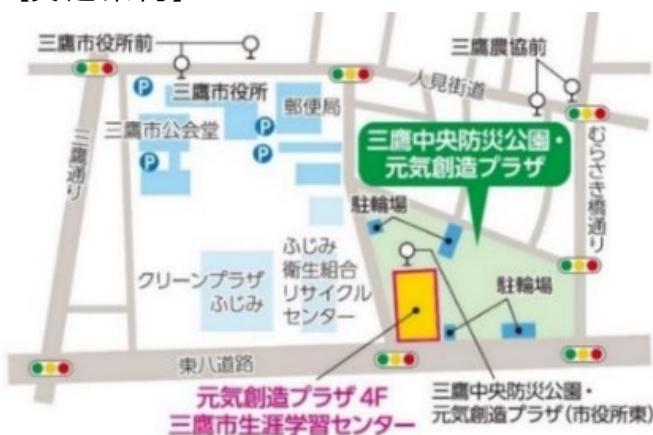 三鷹市役所前
三鷹農協前
人見街道
P
三鷹市役所
郵便局
三鷹市公会堂
P
P
三鷹通り
三鷹中央防災公園・
元気創造プラザ
むらさき橋通り
駐輪場
ふじみ
衛生組合
リサイクル
センター
クリーンプラザ
ふじみ
駐輪場
東八道路
元気創造プラザ 4F
三鷹市生涯学習センター
三鷹中央防災公園・
元気創造プラザ(市役所東)